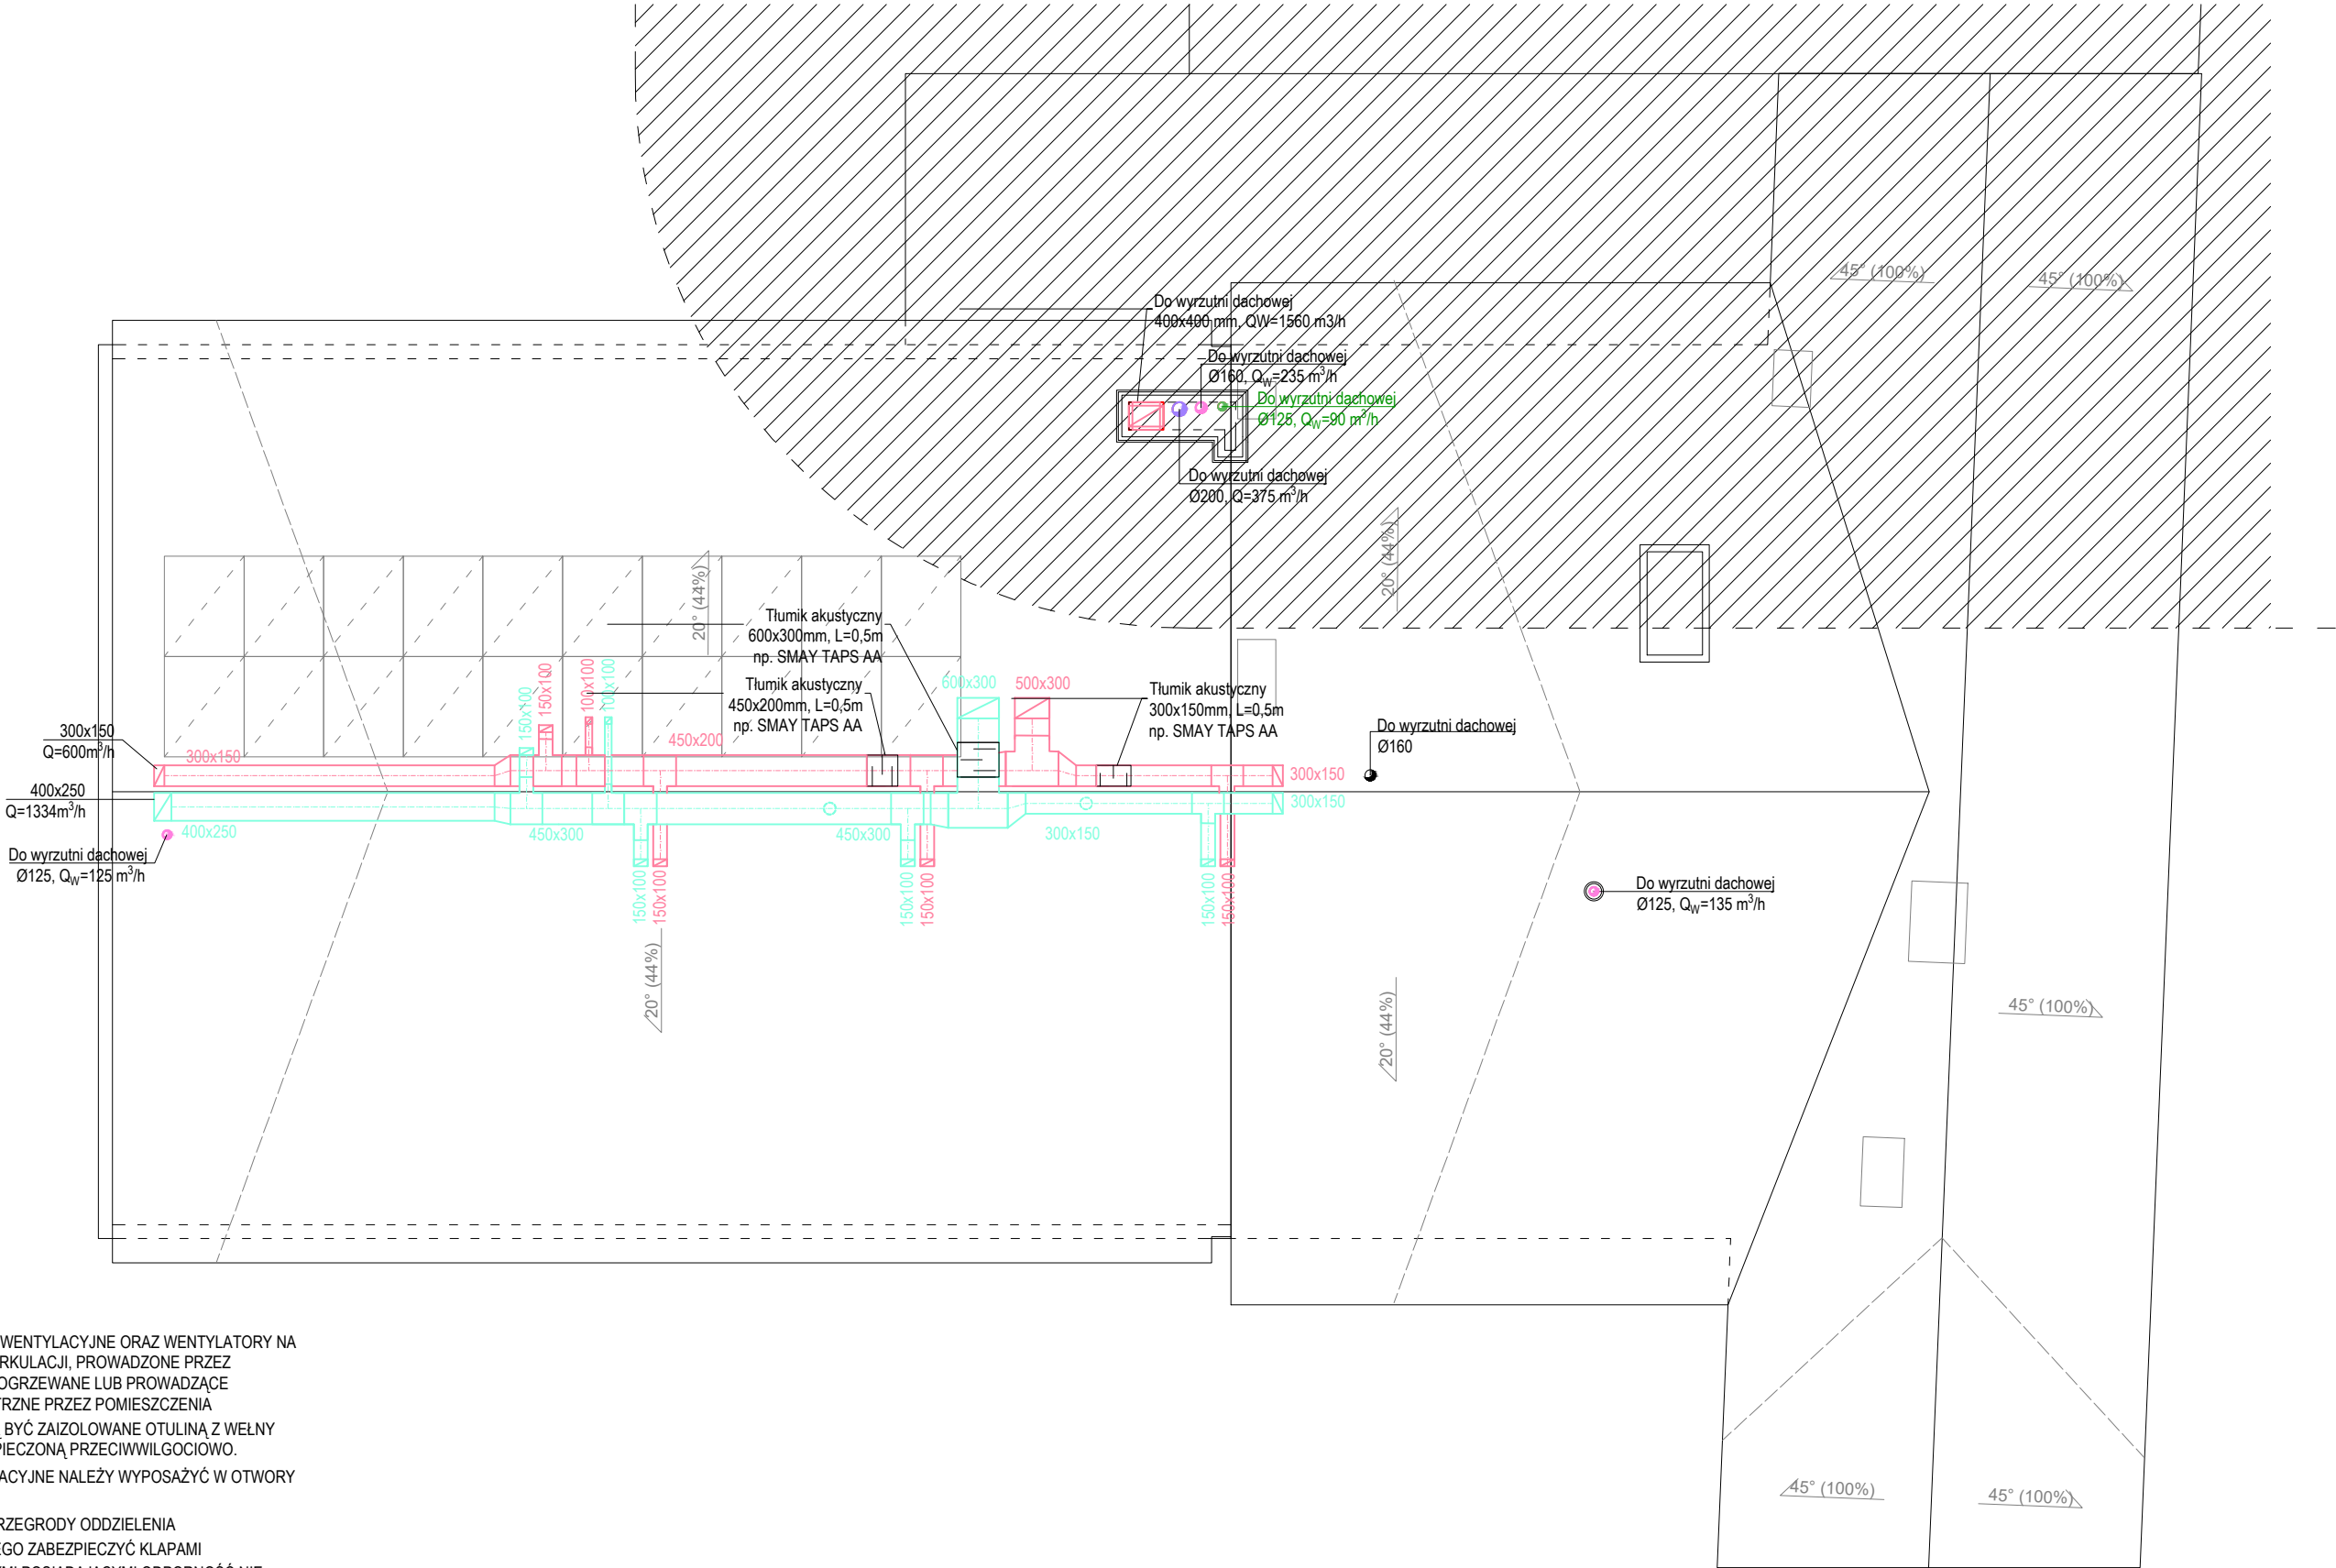 45° (100%)
45° (100%)
Do wyrzutni dachowej
400x400 mm, QW=1560 m3/h
Do wyrzutni dachowej
Ø160, QW=235 m³/h
Do wyrzutni dachowej
Ø125, QW=90 m³/h
Do wyrzutni dachowej
Ø200, Q=375 m³/h
20° (44%)
20° (44%)
Tłumik akustyczny
600x300mm, L=0,5m
np. SMAY TAPS AA
Tłumik akustyczny
450x200mm, L=0,5m
np. SMAY TAPS AA
150x100
150x100
100x100
100x100
600x300
500x300
Tłumik akustyczny
300x150mm, L=0,5m
np. SMAY TAPS AA
Do wyrzutni dachowej
Ø160
300x150
Q=600m³/h
300x150
450x200
300x150
400x250
Q=1334m³/h
400x250
450x300
450x300
300x150
300x150
Do wyrzutni dachowej
Ø125, QW=125 m³/h
150x100
150x100
150x100
150x100
150x100
150x100
Do wyrzutni dachowej
Ø125, QW=135 m³/h
20° (44%)
20° (44%)
45° (100%)
WENTYLACYJNE ORAZ WENTYLATORY NA
RKULACJI, PROWADZONE PRZEZ
OGRZEWANE LUB PROWADZĄCE
TRZNE PRZEZ POMIESZCZENIA
BYĆ ZAIZOLOWANE OTULINĄ Z WEŁNY
PIECZONĄ PRZECIWWILGOCIOWO.
ACYJNE NALEŻY WYPOSAŻYĆ W OTWORY
RZEGRODY ODDZIELENIA
EGO ZABEZPIECZYĆ KLAPAMI
45° (100%)
45° (100%)